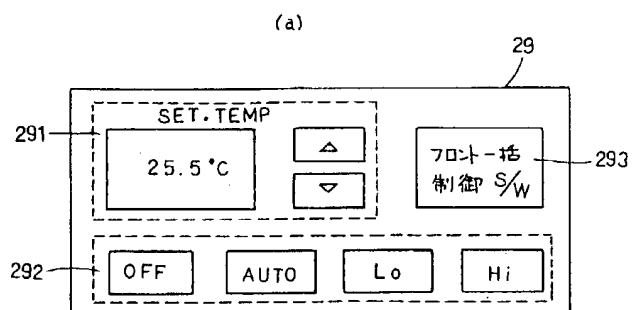 (a)
29
SET.TEMP
291
25.5°C
△
▽
フロント一括
制御 S/W
293
292
OFF
AUTO
Lo
Hi